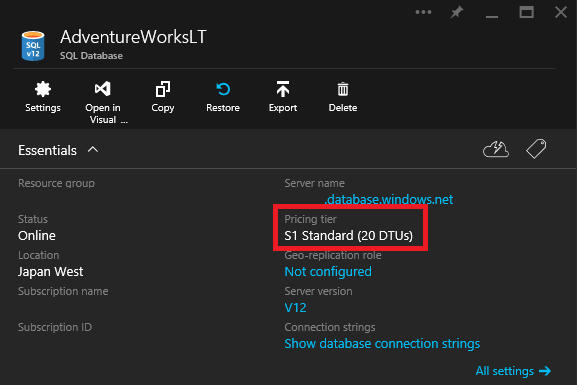 AdventureWorksLT
SQL Database
SQL
v12
Settings
Open in
Visual ...
Copy
Restore
Export
Delete
Essentials
Resource group
Server name
.database.windows.net
Status
Online
Pricing tier
S1 Standard (20 DTUs)
Location
Japan West
Geo-replication role
Not configured
Subscription name
Server version
V12
Subscription ID
Connection strings
Show database connection strings
All settings